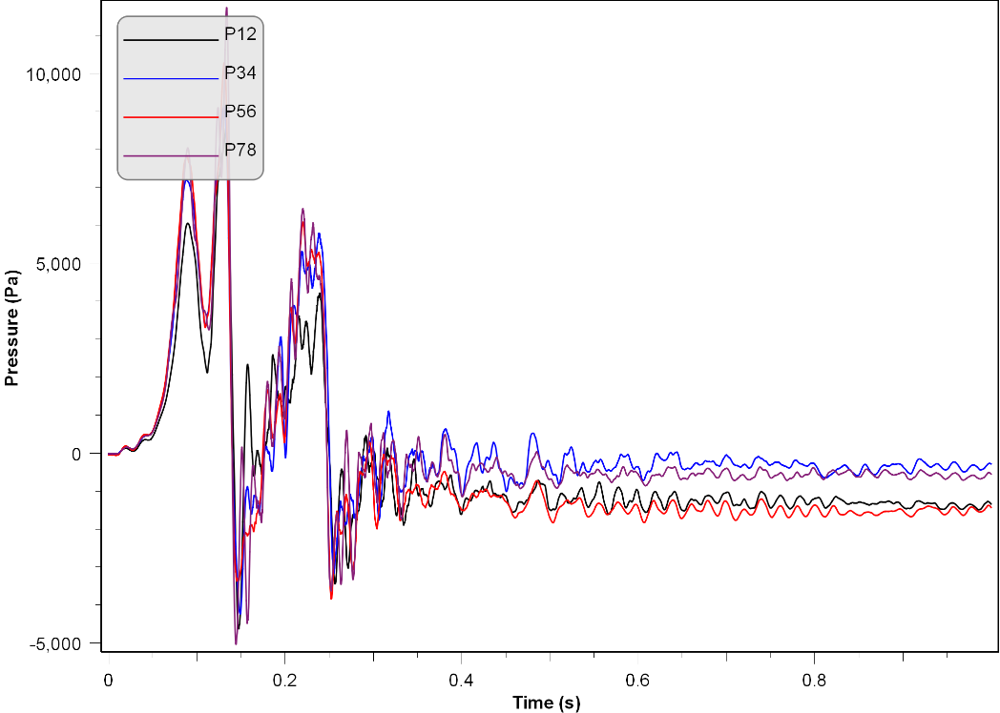 P12
P34
P56
P78
10,000
5,000
0
-5,000
Pressure (Pa)
0 0.2 0.4 0.6 0.8
Time (s)